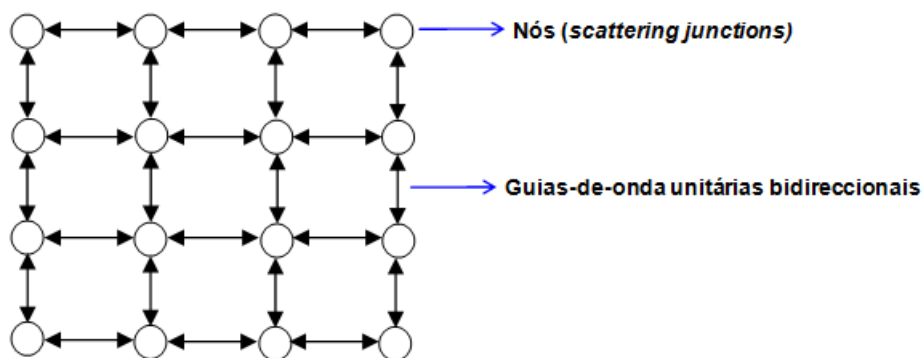 Nós (scattering junctions)
Guias-de-onda unitárias bidireccionais